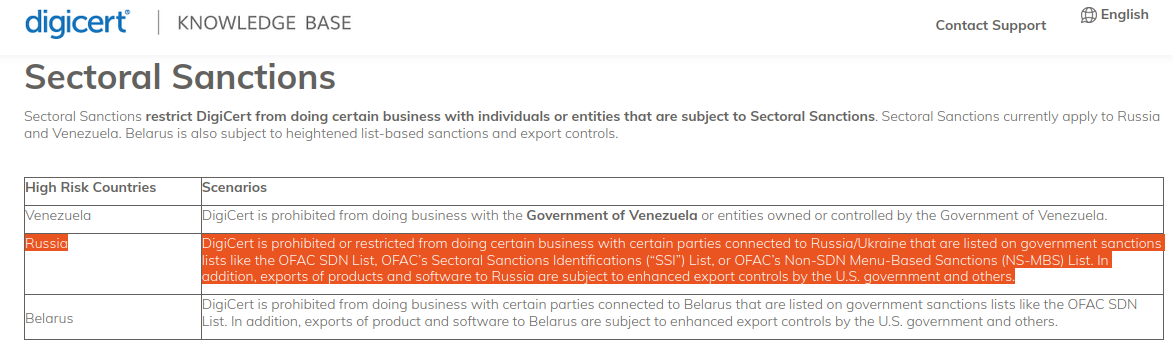 digicert® | KNOWLEDGE BASE
Contact Support
English
Sectoral Sanctions
Sectoral Sanctions restrict DigiCert from doing certain business with individuals or entities that are subject to Sectoral Sanctions. Sectoral Sanctions currently apply to Russia
and Venezuela. Belarus is also subject to heightened list-based sanctions and export controls.
High Risk Countries
Scenarios
Venezuela
DigiCert is prohibited from doing business with the Government of Venezuela or entities owned or controlled by the Government of Venezuela.
Russia
DigiCert is prohibited or restricted from doing certain business with certain parties connected to Russia/Ukraine that are listed on government sanctions
lists like the OFAC SDN List, OFAC's Sectoral Sanctions Identifications ("SSI") List, or OFAC's Non-SDN Menu-Based Sanctions (NS-MBS) List. In
addition, exports of products and software to Russia are subject to enhanced export controls by the U.S. government and others.
Belarus
DigiCert is prohibited from doing business with certain parties connected to Belarus that are listed on government sanctions lists like the OFAC SDN
List. In addition, exports of product and software to Belarus are subject to enhanced export controls by the U.S. government and others.